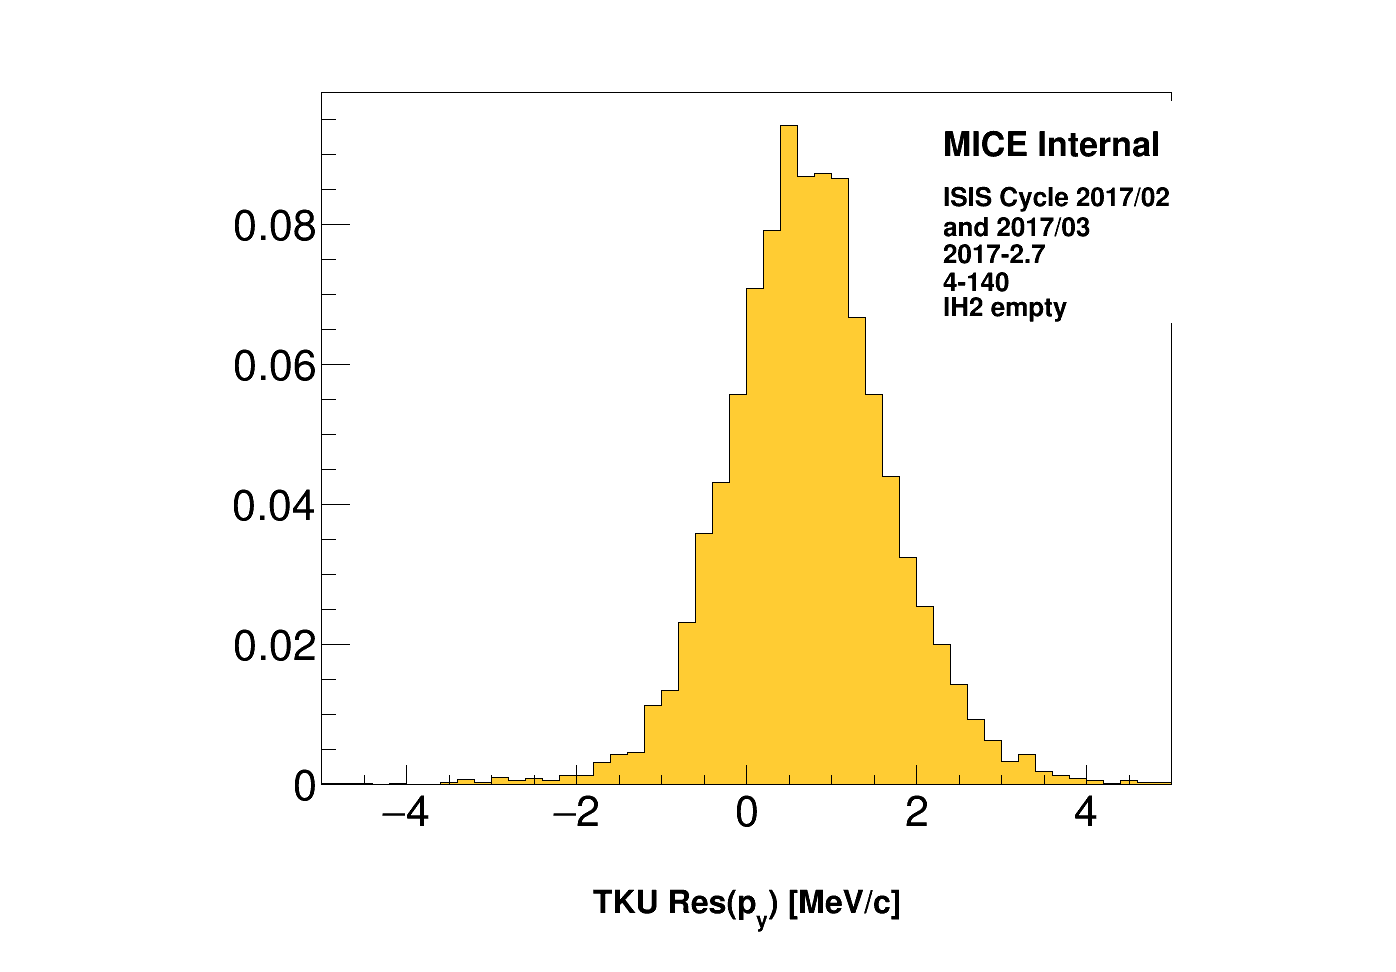 MICE Internal
ISIS Cycle 2017/02
and 2017/03
2017-2.7
4-140
lH2 empty
0.08
0.06
0.04
0.02
0
−4 −2 0 2 4
TKU Res(py) [MeV/c]